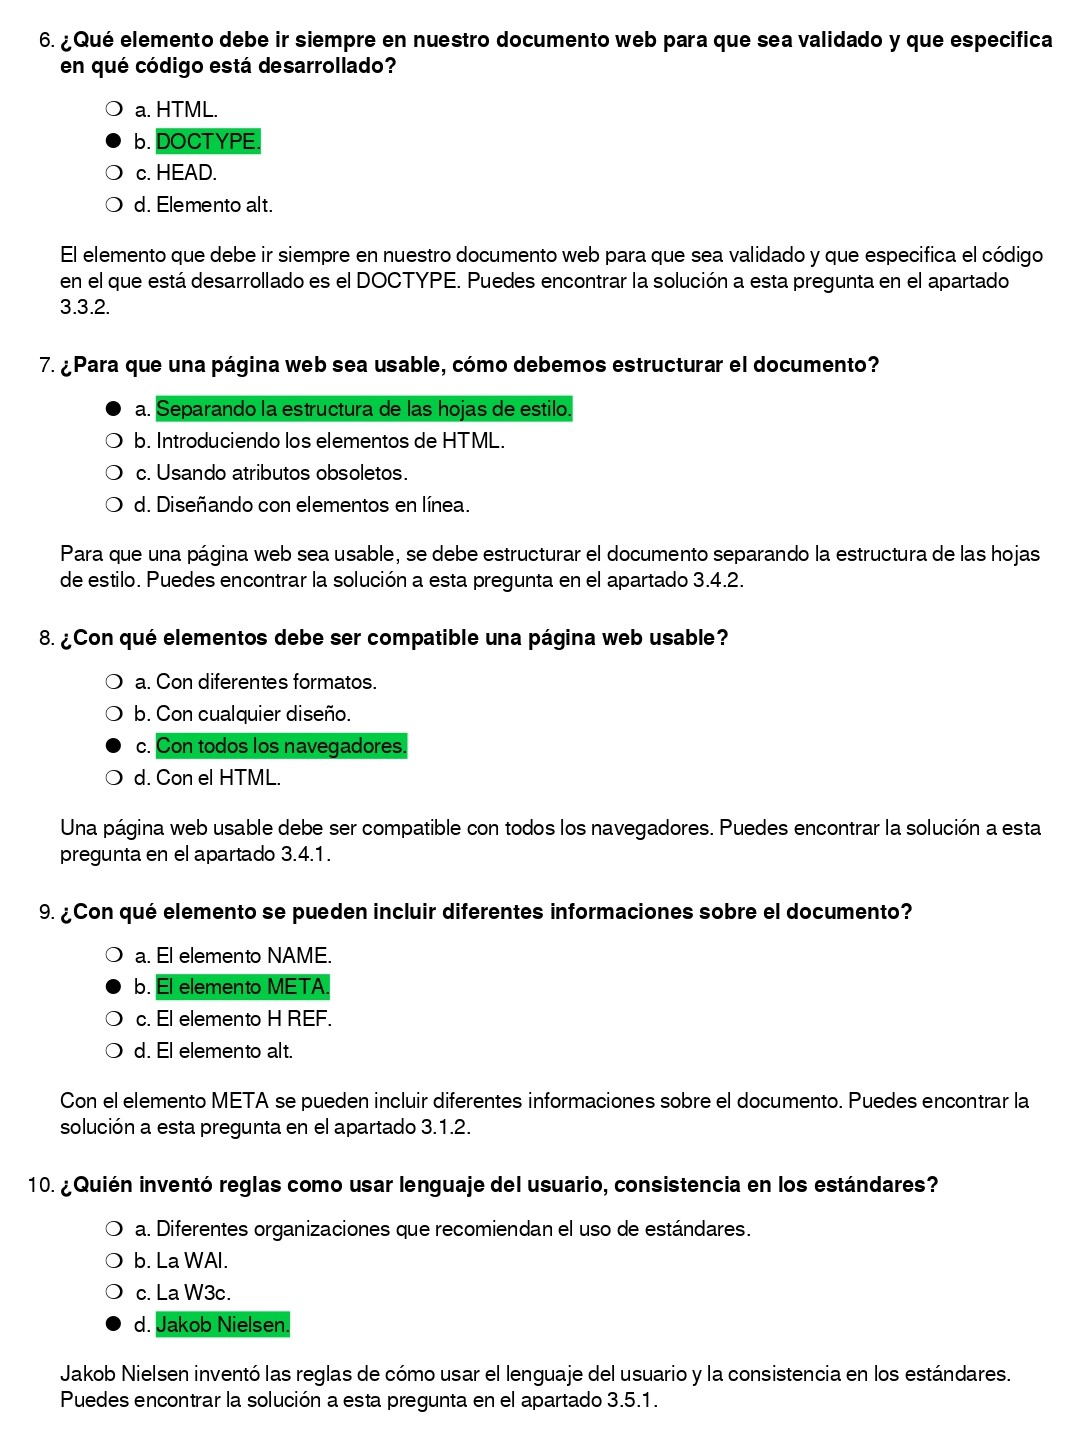 6. ¿Qué elemento debe ir siempre en nuestro documento web para que sea validado y que especifica
en qué código está desarrollado?
a. HTML.
b. DOCTYPE.
c. HEAD.
d. Elemento alt.
El elemento que debe ir siempre en nuestro documento web para que sea validado y que especifica el código
en el que está desarrollado es el DOCTYPE. Puedes encontrar la solución a esta pregunta en el apartado
3.3.2.
7. ¿Para que una página web sea usable, cómo debemos estructurar el documento?
a. Separando la estructura de las hojas de estilo.
b. Introduciendo los elementos de HTML.
c. Usando atributos obsoletos.
d. Diseñando con elementos en línea.
Para que una página web sea usable, se debe estructurar el documento separando la estructura de las hojas
de estilo. Puedes encontrar la solución a esta pregunta en el apartado 3.4.2.
8. ¿Con qué elementos debe ser compatible una página web usable?
a. Con diferentes formatos.
b. Con cualquier diseño.
c. Con todos los navegadores.
d. Con el HTML.
Una página web usable debe ser compatible con todos los navegadores. Puedes encontrar la solución a esta
pregunta en el apartado 3.4.1.
9. ¿Con qué elemento se pueden incluir diferentes informaciones sobre el documento?
a. El elemento NAME.
b. El elemento META.
c. El elemento H REF.
d. El elemento alt.
Con el elemento META se pueden incluir diferentes informaciones sobre el documento. Puedes encontrar la
solución a esta pregunta en el apartado 3.1.2.
10. ¿Quién inventó reglas como usar lenguaje del usuario, consistencia en los estándares?
a. Diferentes organizaciones que recomiendan el uso de estándares.
b. La WAI.
c. La W3c.
d. Jakob Nielsen.
Jakob Nielsen inventó las reglas de cómo usar el lenguaje del usuario y la consistencia en los estándares.
Puedes encontrar la solución a esta pregunta en el apartado 3.5.1.